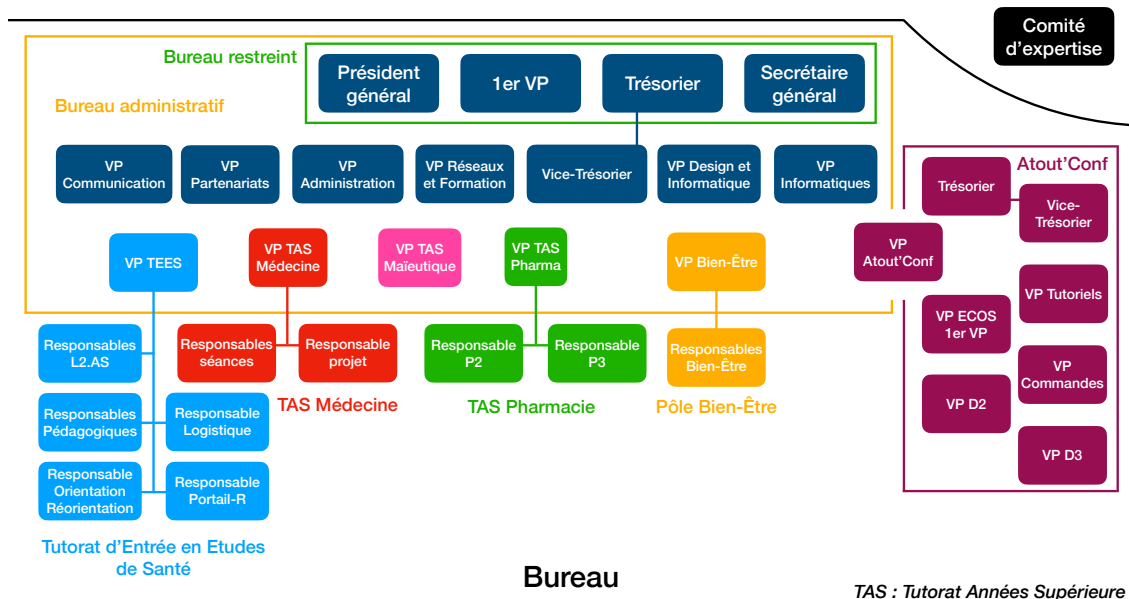 Comité
d'expertise
Bureau restreint
Président
général
1er VP
Trésorier
Secrétaire
général
Bureau administratif
VP
Communication
VP
Partenariats
VP
Administration
VP Réseaux
et Formation
Vice-Trésorier
VP Design et
Informatique
VP
Informatiques
Atout'Conf
Trésorier
Vice-
Trésorier
VP TEES
VP TAS
Médecine
VP TAS
Maïeutique
VP TAS
Pharma
VP Bien-Être
VP
Atout'Conf
VP Tutoriels
VP ECOS
1er VP
Responsables
L2.AS
Responsables
séances
Responsable
projet
Responsable
P2
Responsable
P3
Responsables
Bien-Être
VP
Commandes
TAS Médecine
TAS Pharmacie
Pôle Bien-Être
VP D2
Responsables
Pédagogiques
Responsable
Logistique
VP D3
Responsable
Orientation
Réorientation
Responsable
Portail-R
Tutorat d'Entrée en Etudes
de Santé
Bureau
TAS : Tutorat Années Supérieure